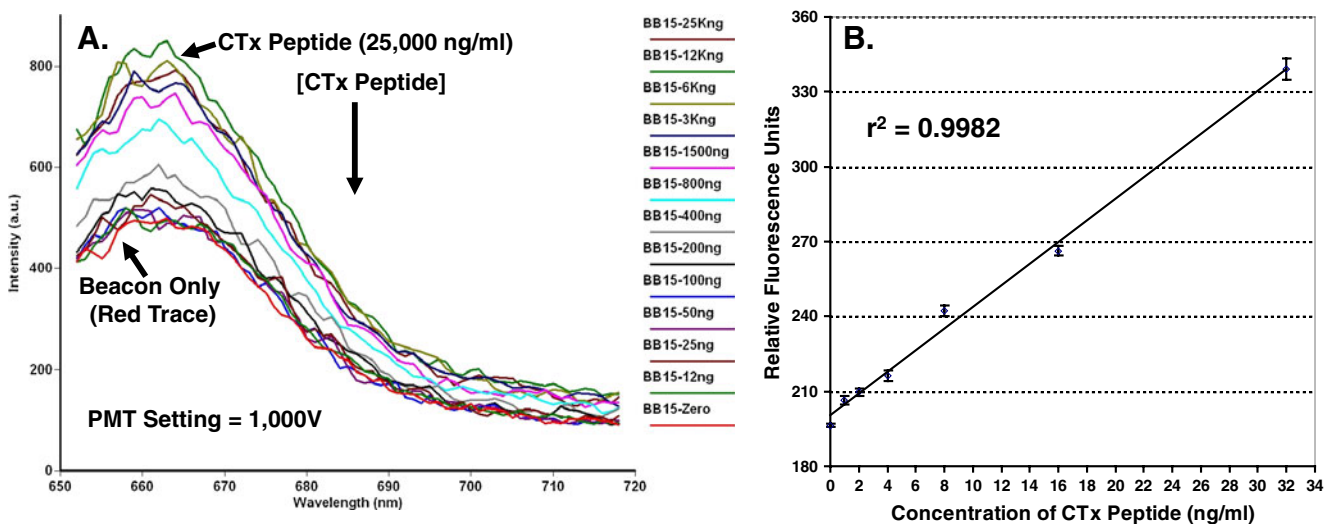 A.
CTx Peptide (25,000 ng/ml)
[CTx Peptide]
Beacon Only
(Red Trace)
PMT Setting = 1,000V
Intensity (a.u.)
800
600
400
200
0
650
660
670
680
690
700
710
720
Wavelength (nm)
BB15-25Kng
BB15-12Kng
BB15-6Kng
BB15-3Kng
BB15-1500ng
BB15-800ng
BB15-400ng
BB15-200ng
BB15-100ng
BB15-50ng
BB15-25ng
BB15-12ng
BB15-Zero
B.
r² = 0.9982
Relative Fluorescence Units
360
330
300
270
240
210
180
0 2 4 6 8 10 12 14 16 18 20 22 24 26 28 30 32 34
Concentration of CTx Peptide (ng/ml)